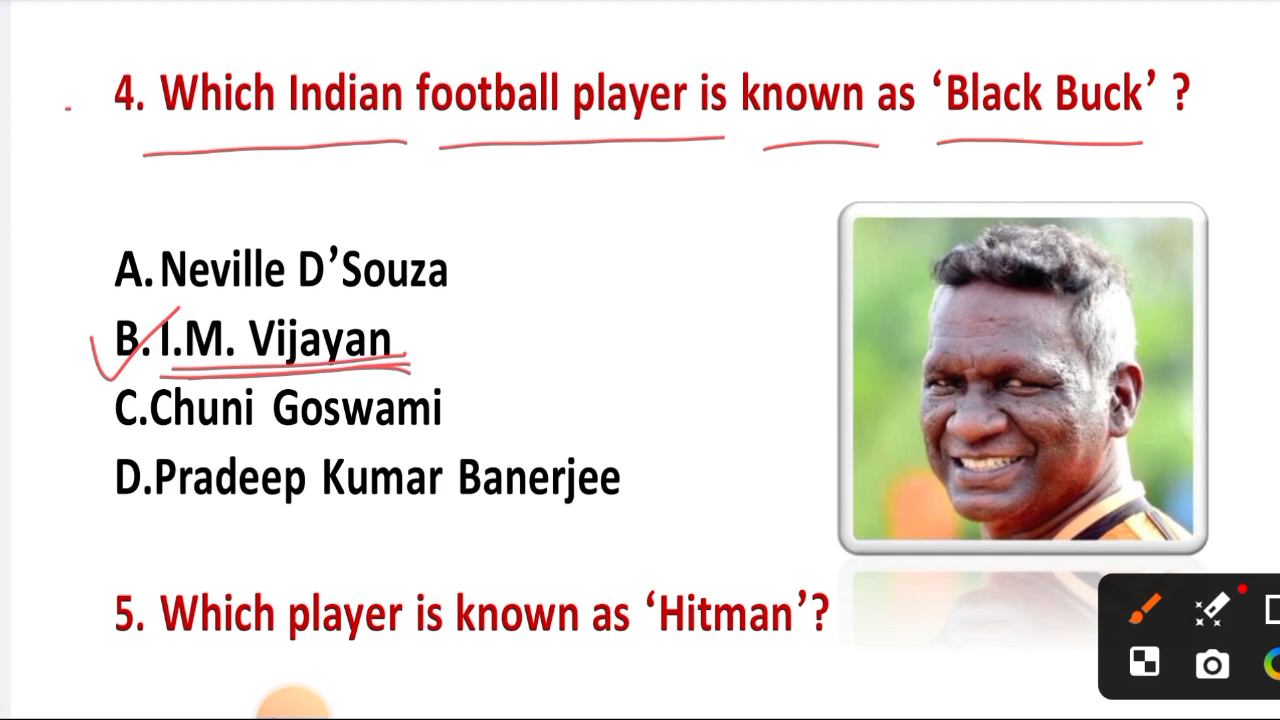 4. Which Indian football player is known as ‘Black Buck’ ?
A. Neville D’Souza
B. I.M. Vijayan
C.Chuni Goswami
D.Pradeep Kumar Banerjee
5. Which player is known as ‘Hitman’?